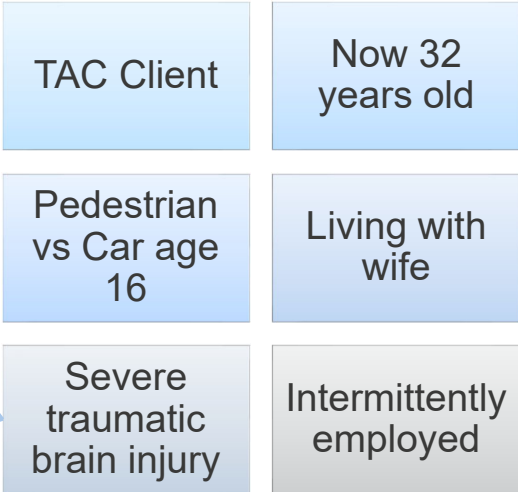 TAC Client
Now 32
years old
Pedestrian
vs Car age
16
Living with
wife
Severe
traumatic
brain injury
Intermittently
employed